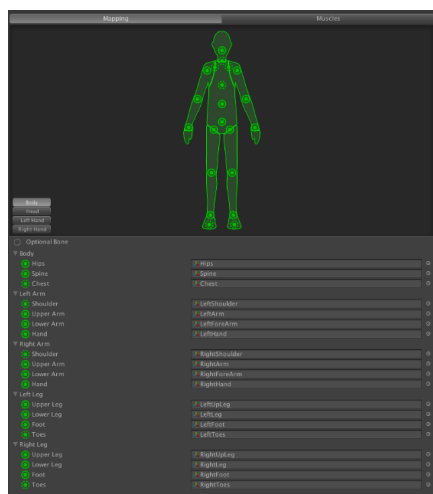 Mapping Muscles
Body
Head
Left Hand
Right Hand
Optional Bone
Body
Hips Hips
Spine Spine
Chest Chest
Left Arm
Shoulder LeftShoulder
Upper Arm LeftArm
Lower Arm LeftForeArm
Hand LeftHand
Right Arm
Shoulder RightShoulder
Upper Arm RightArm
Lower Arm RightForeArm
Hand RightHand
Left Leg
Upper Leg LeftUpLeg
Lower Leg LeftLeg
Foot LeftFoot
Toes LeftToes
Right Leg
Upper Leg RightUpLeg
Lower Leg RightLeg
Foot RightFoot
Toes RightToes